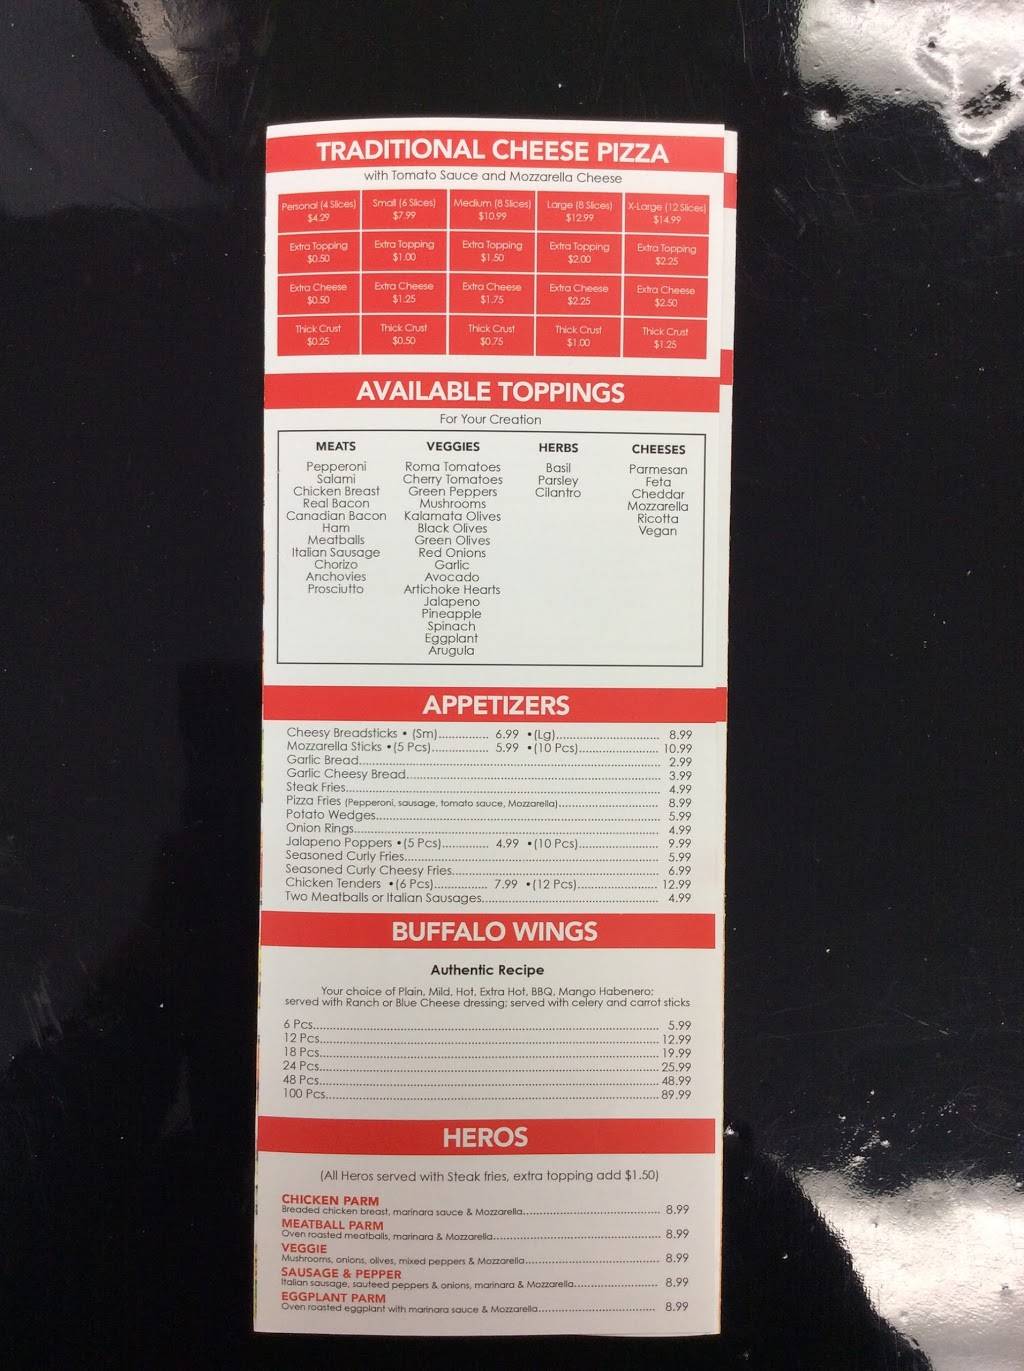 TRADITIONAL CHEESE PIZZA
with Tomato Sauce and Mozzarella Cheese
Personal (4 Slices) Small (6 Slices) Medium (8 Slices) Large (8 Slices) X-Large (12 Slices)
$4.29 $7.99 $10.99 $12.99 $14.99
Extra Topping Extra Topping Extra Topping Extra Topping Extra Topping
$0.50 $1.00 $1.50 $2.00 $2.25
Extra Cheese Extra Cheese Extra Cheese Extra Cheese Extra Cheese
$0.50 $1.25 $1.75 $2.25 $2.50
Thick Crust Thick Crust Thick Crust Thick Crust Thick Crust
$0.25 $0.50 $0.75 $1.00 $1.25
AVAILABLE TOPPINGS
For Your Creation
MEATS
Pepperoni
Salami
Chicken Breast
Real Bacon
Canadian Bacon
Ham
Meatballs
Italian Sausage
Chorizo
Anchovies
Prosciutto
VEGGIES
Roma Tomatoes
Cherry Tomatoes
Green Peppers
Mushrooms
Kalamata Olives
Black Olives
Green Olives
Red Onions
Garlic
Avocado
Artichoke Hearts
Jalapeno
Pineapple
Spinach
Eggplant
Arugula
HERBS
Basil
Parsley
Cilantro
CHEESES
Parmesan
Feta
Cheddar
Mozzarella
Ricotta
Vegan
APPETIZERS
Cheesy Breadsticks • (Sm).............. 6.99 • (Lg)................................ 8.99
Mozzarella Sticks • (5 Pcs)................ 5.99 • (10 Pcs)........................ 10.99
Garlic Bread.................................................................................... 2.99
Garlic Cheesy Bread....................................................................... 3.99
Steak Fries........................................................................................ 4.99
Pizza Fries (Pepperoni, sausage, tomato sauce, Mozzarella)............................ 8.99
Potato Wedges................................................................................ 5.99
Onion Rings...................................................................................... 4.99
Jalapeno Poppers • (5 Pcs)............. 4.99 • (10 Pcs)........................ 9.99
Seasoned Curly Fries....................................................................... 5.99
Seasoned Curly Cheesy Fries.......................................................... 6.99
Chicken Tenders • (6 Pcs)............... 7.99 • (12 Pcs)........................ 12.99
Two Meatballs or Italian Sausages.................................................. 4.99
BUFFALO WINGS
Authentic Recipe
Your choice of Plain, Mild, Hot, Extra Hot, BBQ, Mango Habenero;
served with Ranch or Blue Cheese dressing; served with celery and carrot sticks
6 Pcs.................................................................................................. 5.99
12 Pcs................................................................................................ 12.99
18 Pcs................................................................................................ 19.99
24 Pcs................................................................................................ 25.99
48 Pcs................................................................................................ 48.99
100 Pcs.............................................................................................. 89.99
HEROS
(All Heros served with Steak fries, extra topping add $1.50)
CHICKEN PARM
Breaded chicken breast, marinara sauce & Mozzarella....................................... 8.99
MEATBALL PARM
Oven roasted meatballs, marinara & Mozzarella............................................... 8.99
VEGGIE
Mushrooms, onions, olives, mixed peppers & Mozzarella...................................... 8.99
SAUSAGE & PEPPER
Italian sausage, sauteed peppers & onions, marinara & Mozzarella........................ 8.99
EGGPLANT PARM
Oven roasted eggplant with marinara sauce & Mozzarella.................................. 8.99